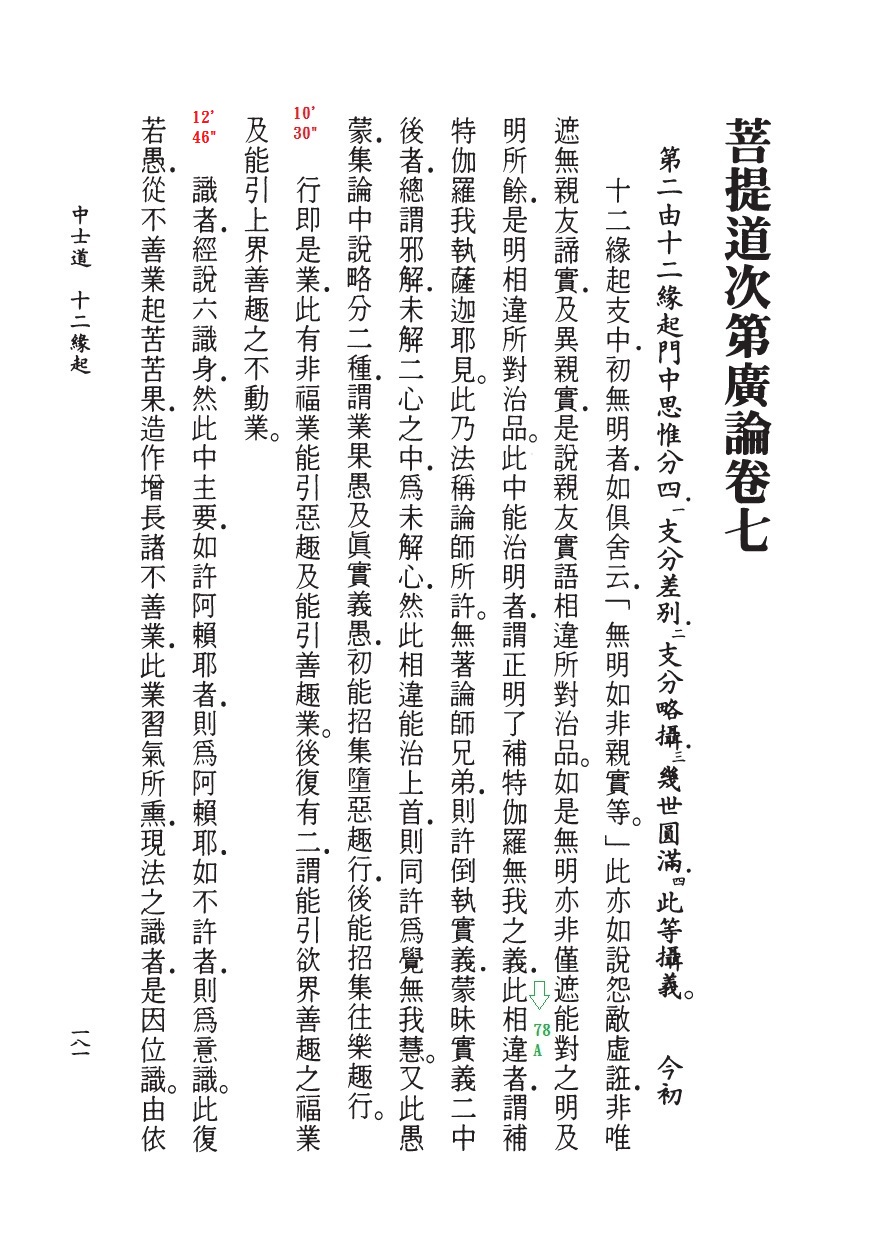 菩提道次第廣論卷七
第二由十二緣起門中思惟分四．一支分差別．二支分略攝．三幾世圓滿．四此等攝義。　今初
十二緣起支中．初無明者．如俱舍云．「無明如非親實等。」此亦如說怨敵虛誑．非唯
遮無親友諦實．及異親實．是說親友實語相違所對治品。如是無明亦非僅遮能對之明及
明所餘．是明相違所對治品。此中能治明者．謂正明了補特伽羅無我之義．此相違者．謂補
特伽羅我執薩迦耶見。此乃法稱論師所許。無著論師兄弟．則許倒執實義．蒙昧實義二中
後者．總謂邪解．未解二心之中．爲未解心．然此相違能治上首．則同許爲覺無我慧。又此愚
蒙．集論中說略分二種．謂業果愚及眞實義愚．初能招集墮惡趣行．後能招集往樂趣行。
10’
30"
行即是業．此有非福業能引惡趣及能引善趣業。後復有二．謂能引欲界善趣之福業
及能引上界善趣之不動業。
12’
46"
識者．經說六識身．然此中主要．如許阿賴耶者．則爲阿賴耶．如不許者．則爲意識。此復
若愚．從不善業起苦苦果．造作增長諸不善業．此業習氣所熏．現法之識者．是因位識。由依
78
A
中士道　十二緣起
一八一